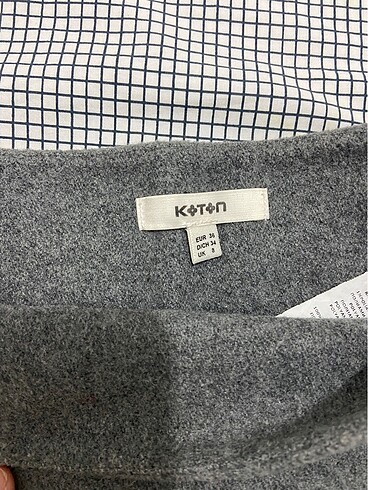 KOTON
EUR 36
D/CH 34
UK 8